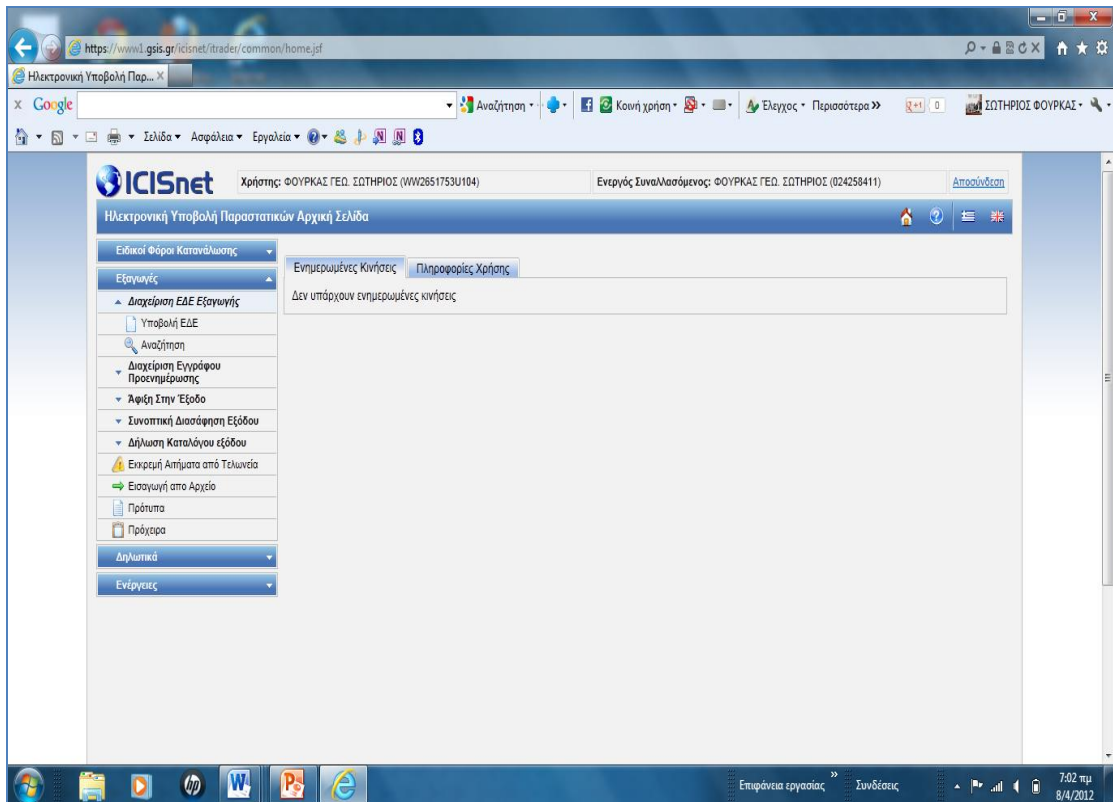 https://www1.gsis.gr/icisnet/itrader/common/home.jsf
Ηλεκτρονική Υποβολή Παρ...
x Google Αναζήτηση Κοινή χρήση Έλεγχος Περισσότερα >> g+1 0 ΣΩΤΗΡΙΟΣ ΦΟΥΡΚΑΣ
Σελίδα Ασφάλεια Εργαλεία
ICISnet Χρήστης: ΦΟΥΡΚΑΣ ΓΕΩ. ΣΩΤΗΡΙΟΣ (WW2651753U104) Ενεργός Συναλλασόμενος: ΦΟΥΡΚΑΣ ΓΕΩ. ΣΩΤΗΡΙΟΣ (024258411) Αποσύνδεση
Ηλεκτρονική Υποβολή Παραστατικών Αρχική Σελίδα
Ειδικοί Φόροι Κατανάλωσης
Ενημερωμένες Κινήσεις Πληροφορίες Χρήσης
Εξαγωγές
Δεν υπάρχουν ενημερωμένες κινήσεις
Διαχείριση ΕΔΕ Εξαγωγής
Υποβολή ΕΔΕ
Αναζήτηση
Διαχείριση Εγγράφου
Προενημέρωσης
Άφιξη Στην Έξοδο
Συνοπτική Διασάφηση Εξόδου
Δήλωση Καταλόγου εξόδου
Εκκρεμή Αιτήματα από Τελωνεία
Εισαγωγή απο Αρχείο
Πρότυπα
Πρόχειρα
Δηλωτικά
Ενέργειες
Επιφάνεια εργασίας » Συνδέσεις 7:02 πμ
8/4/2012